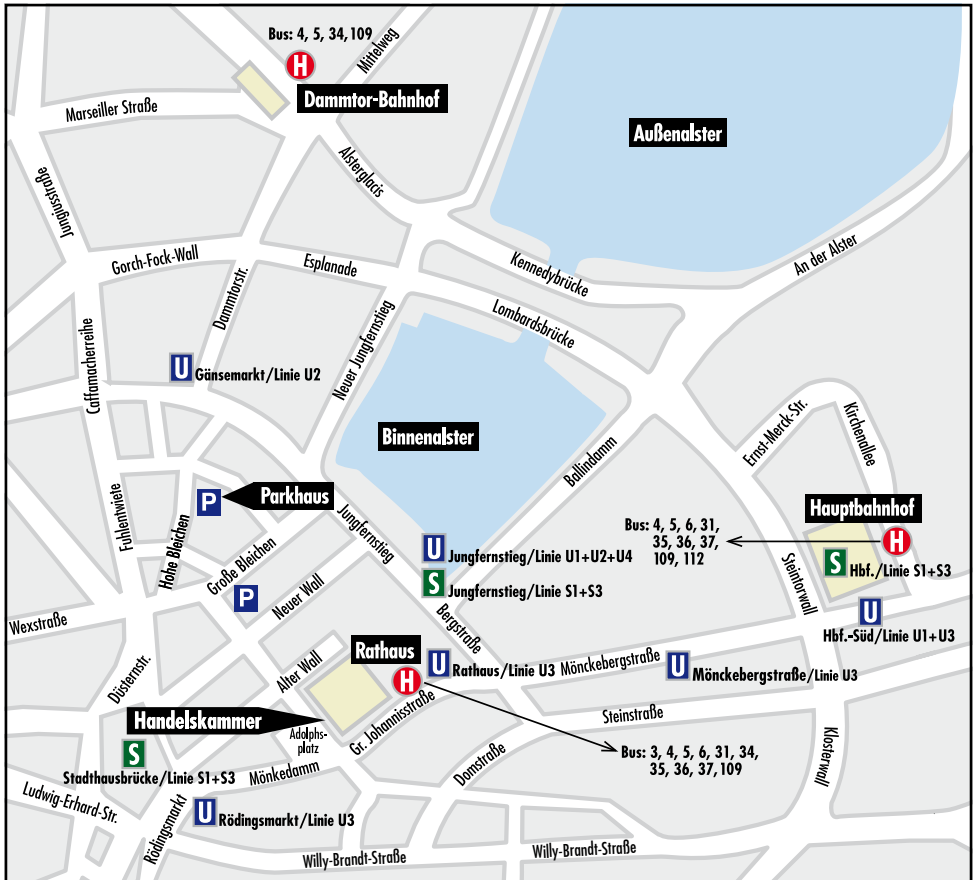 Bus: 4, 5, 34, 109
H
Mittelweg
Dammtor-Bahnhof
Marseiller Straße
Außenalster
Alsterglacis
Jungiusstraße
Gorch-Fock-Wall
Esplanade
Kennedybrücke
An der Alster
Dammtorstr.
Lombardsbrücke
Neuer Jungfernstieg
Caffamacherreihe
U
Gänsemarkt/Linie U2
Binnenalster
Ballindamm
Ernst-Merck-Str.
Kirchenallee
P
Parkhaus
Fuhlentwiete
Hohe Bleichen
Große Bleichen
Jungfernstieg
Hauptbahnhof
Bus: 4, 5, 6, 31,
35, 36, 37,
109, 112
H
S
Hbf./Linie S1+S3
U
Jungfernstieg/Linie U1+U2+U4
S
Jungfernstieg/Linie S1+S3
Steintorwall
P
Neuer Wall
Bergstraße
U
Hbf.-Süd/Linie U1+U3
Wexstraße
Düsternstr.
Alter Wall
Rathaus
H
U
Rathaus/Linie U3
Mönckebergstraße
U
Mönckebergstraße/Linie U3
Handelskammer
Adolphs-
platz
Gr. Johannisstraße
Steinstraße
Klosterwall
S
Stadthausbrücke/Linie S1+S3
Mönkedamm
Domstraße
Bus: 3, 4, 5, 6, 31, 34,
35, 36, 37, 109
Ludwig-Erhard-Str.
Rödingsmarkt
U
Rödingsmarkt/Linie U3
Willy-Brandt-Straße
Willy-Brandt-Straße